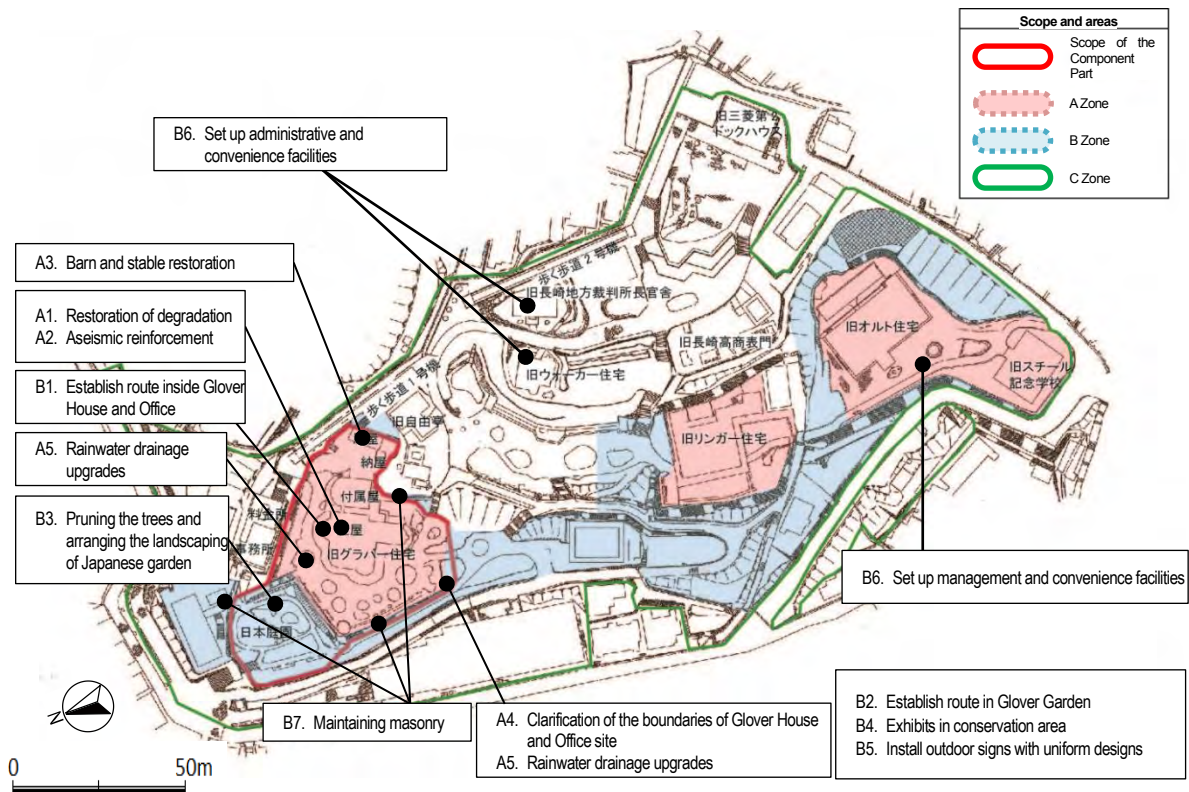 Scope and areas
Scope of the
Component
Part
A Zone
B Zone
C Zone
B6. Set up administrative and
convenience facilities
A3. Barn and stable restoration
A1. Restoration of degradation
A2. Aseismic reinforcement
B1. Establish route inside Glover
House and Office
A5. Rainwater drainage
upgrades
B3. Pruning the trees and
arranging the landscaping
of Japanese garden
旧三菱第2
ドックハウス
歩く歩道2号機
旧長崎地方裁判所長官舎
旧長崎高商表門
旧ウォーカー住宅
旧オルト住宅
旧スチール
記念学校
歩く歩道1号機
旧自由亭
旧リンガー住宅
納屋
付属屋
料金所
屋
旧グラバー住宅
事務所
日本庭園
B6. Set up management and convenience facilities
B7. Maintaining masonry
A4. Clarification of the boundaries of Glover House
and Office site
A5. Rainwater drainage upgrades
B2. Establish route in Glover Garden
B4. Exhibits in conservation area
B5. Install outdoor signs with uniform designs
N
0 50m